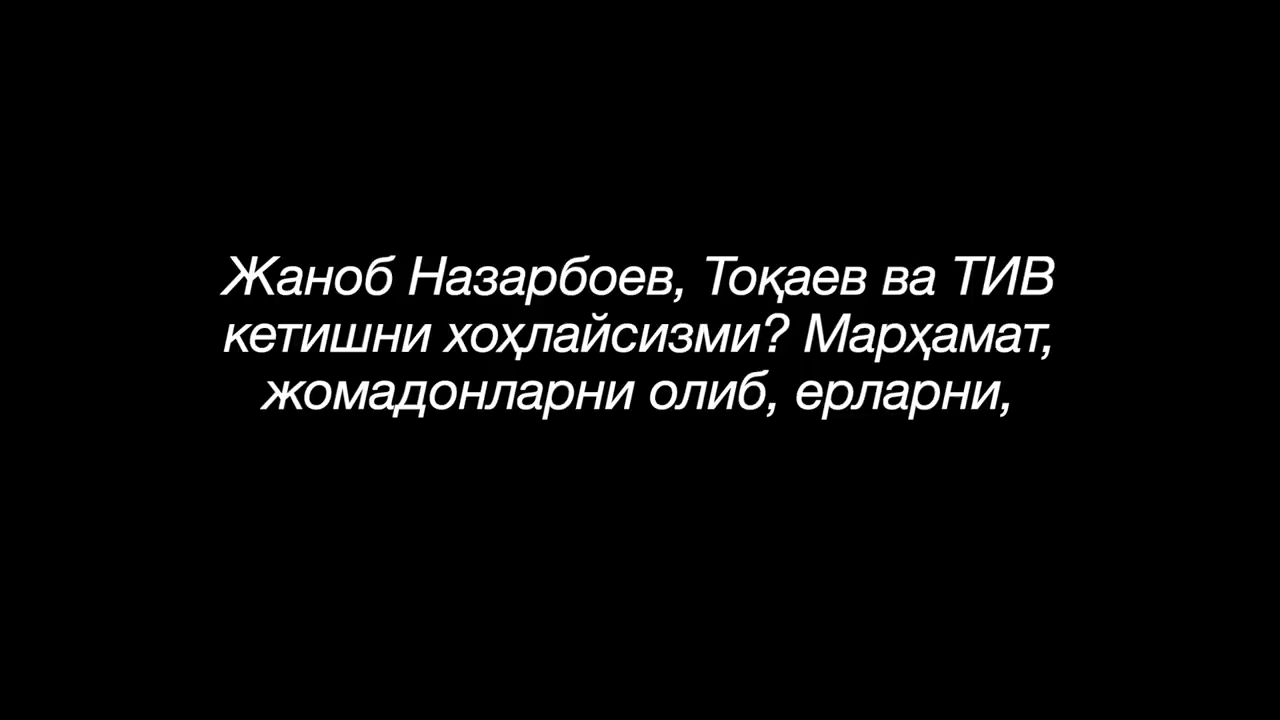 Жаноб Назарбоев, Тоқаев ва ТИВ
кетишни хоҳлайсизми? Марҳамат,
жомадонларни олиб, ерларни,